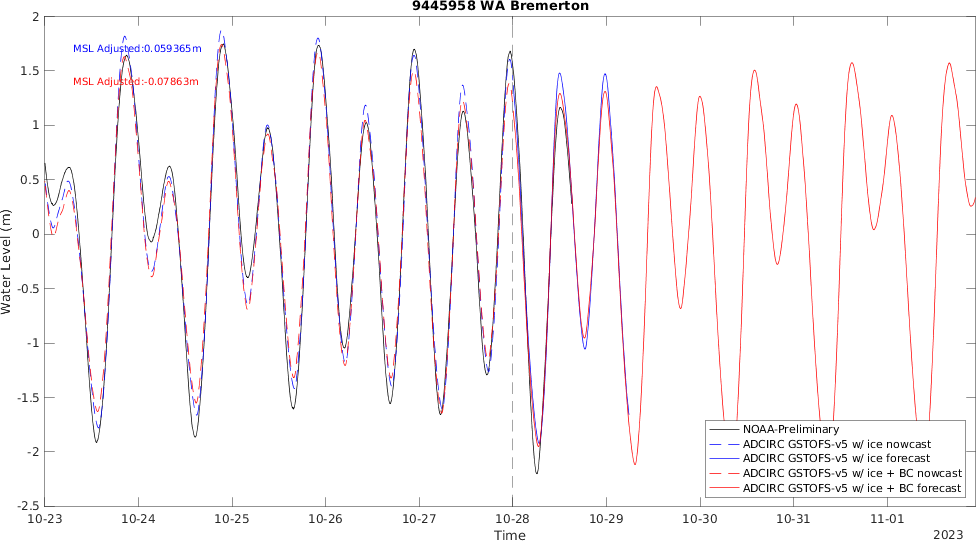 9445958 WA Bremerton
MSL Adjusted:0.059365m
MSL Adjusted:-0.07863m
Water Level (m)
2
1.5
1
0.5
0
-0.5
-1
-1.5
-2
-2.5
NOAA-Preliminary
ADCIRC GSTOFS-v5 w/ ice nowcast
ADCIRC GSTOFS-v5 w/ ice forecast
ADCIRC GSTOFS-v5 w/ ice + BC nowcast
ADCIRC GSTOFS-v5 w/ ice + BC forecast
10-23 10-24 10-25 10-26 10-27 10-28 10-29 10-30 10-31 11-01
Time
2023